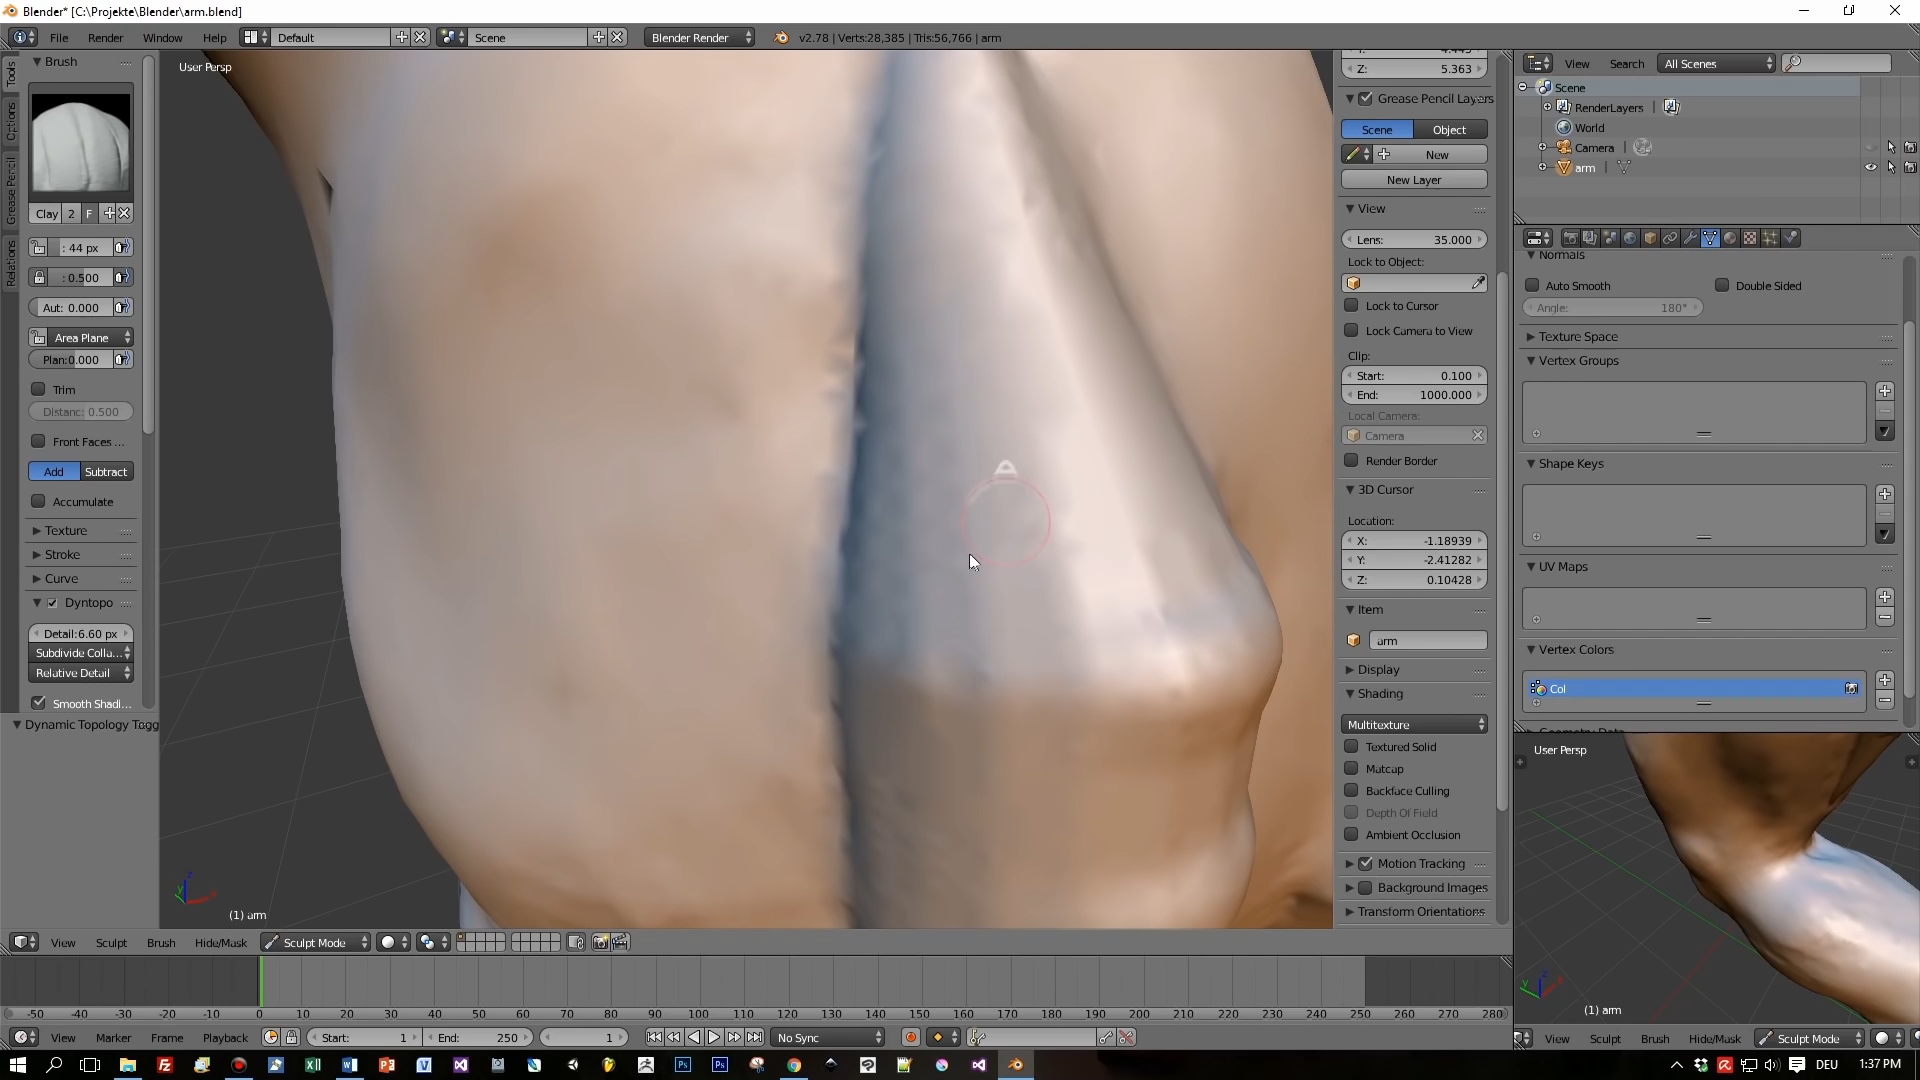 Blender* [C:\Projekte\Blender\arm.blend]
File Render Window Help Default Scene Blender Render v2.78 | Verts:28,385 | Tris:56,766 | arm
Tools
Options
Grease Pencil
Relations
Brush
Clay 2 F
: 44 px
: 0.500
Aut: 0.000
Area Plane
Plan:0.000
Trim
Distanc: 0.500
Front Faces ...
Add Subtract
Accumulate
Texture
Stroke
Curve
Dyntopo
Detail:6.60 px
Subdivide Colla...
Relative Detail
Smooth Shadi...
Dynamic Topology Togg
User Persp
(1) arm
Z: 5.363
Grease Pencil Layers
Scene Object
New
New Layer
View
Lens: 35.000
Lock to Object:
Lock to Cursor
Lock Camera to View
Clip:
Start: 0.100
End: 1000.000
Local Camera:
Camera
Render Border
3D Cursor
Location:
X: -1.18939
Y: -2.41282
Z: 0.10428
Item
arm
Display
Shading
Multitexture
Textured Solid
Matcap
Backface Culling
Depth Of Field
Ambient Occlusion
Motion Tracking
Background Images
Transform Orientations
View Search All Scenes
Scene
RenderLayers
World
Camera
arm
Normals
Auto Smooth Double Sided
Angle: 180°
Texture Space
Vertex Groups
Shape Keys
UV Maps
Vertex Colors
Col
User Persp
(1) arm
View Sculpt Brush Hide/Mask Sculpt Mode
View Sculpt Brush Hide/Mask Sculpt Mode
-50 -40 -30 -20 -10 0 10 20 30 40 50 60 70 80 90 100 110 120 130 140 150 160 170 180 190 200 210 220 230 240 250 260 270 280
View Marker Frame Playback Start: 1 End: 250 1 No Sync
DEU 1:37 PM